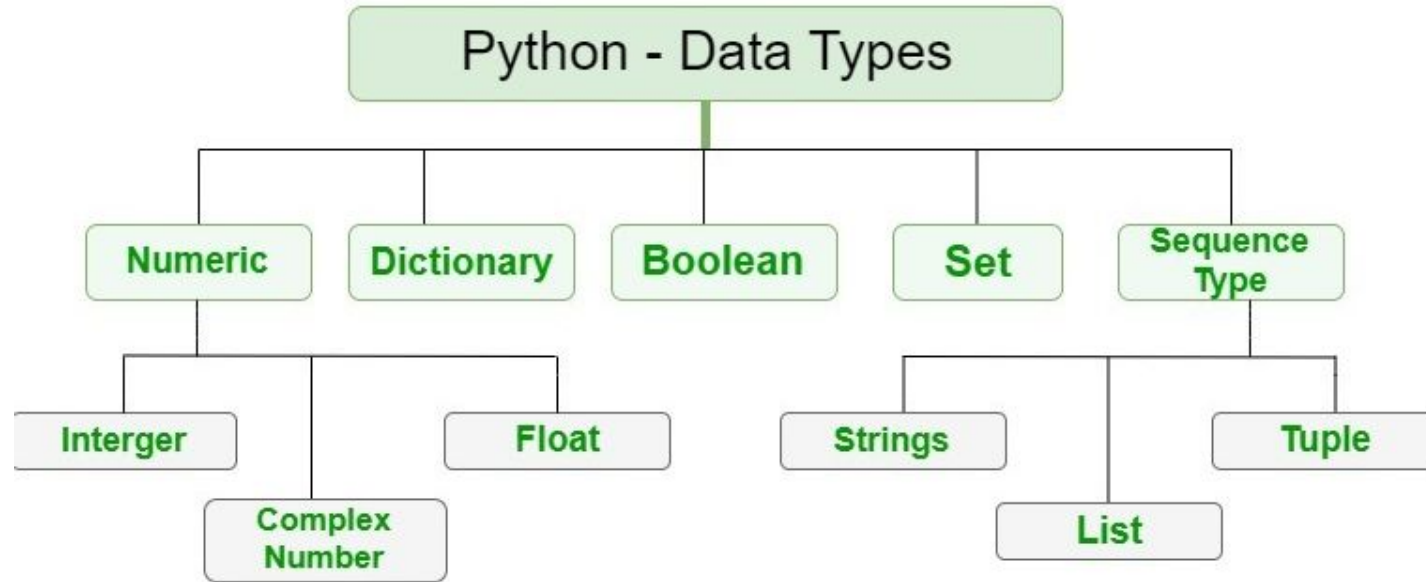 Python - Data Types
Numeric
Dictionary
Boolean
Set
Sequence
Type
Interger
Float
Strings
Tuple
Complex
Number
List